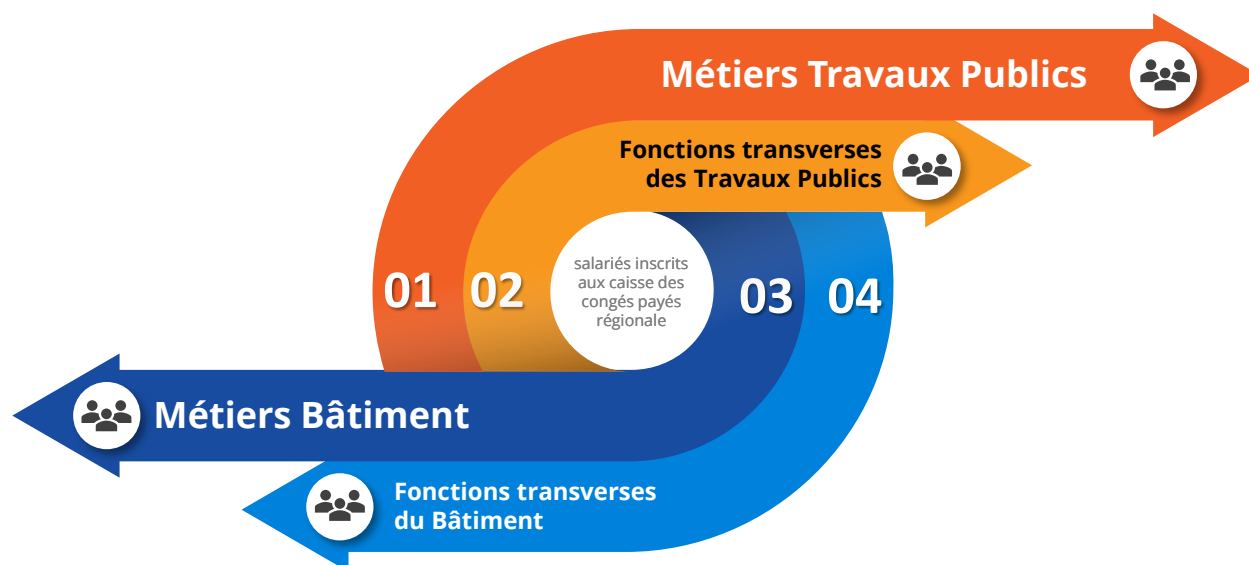 Métiers Travaux Publics
Fonctions transverses
des Travaux Publics
salariés inscrits
aux caisse des
congés payés
régionale
01
02
03
04
Métiers Bâtiment
Fonctions transverses
du Bâtiment